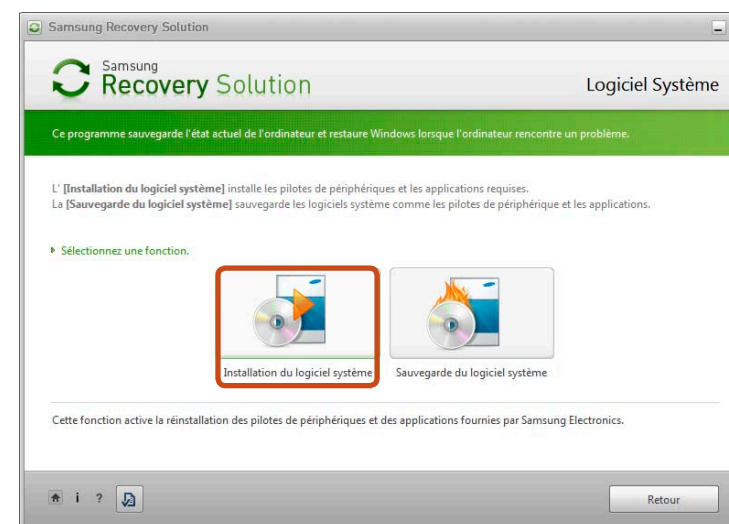 Samsung Recovery Solution
Samsung
Recovery Solution
Logiciel Système
Ce programme sauvegarde l'état actuel de l'ordinateur et restaure Windows lorsque l'ordinateur rencontre un problème.
L' [Installation du logiciel système] installe les pilotes de périphériques et les applications requises.
La [Sauvegarde du logiciel système] sauvegarde les logiciels système comme les pilotes de périphérique et les applications.
Sélectionnez une fonction.
Installation du logiciel système
Sauvegarde du logiciel système
Cette fonction active la réinstallation des pilotes de périphériques et des applications fournies par Samsung Electronics.
i ?
Retour